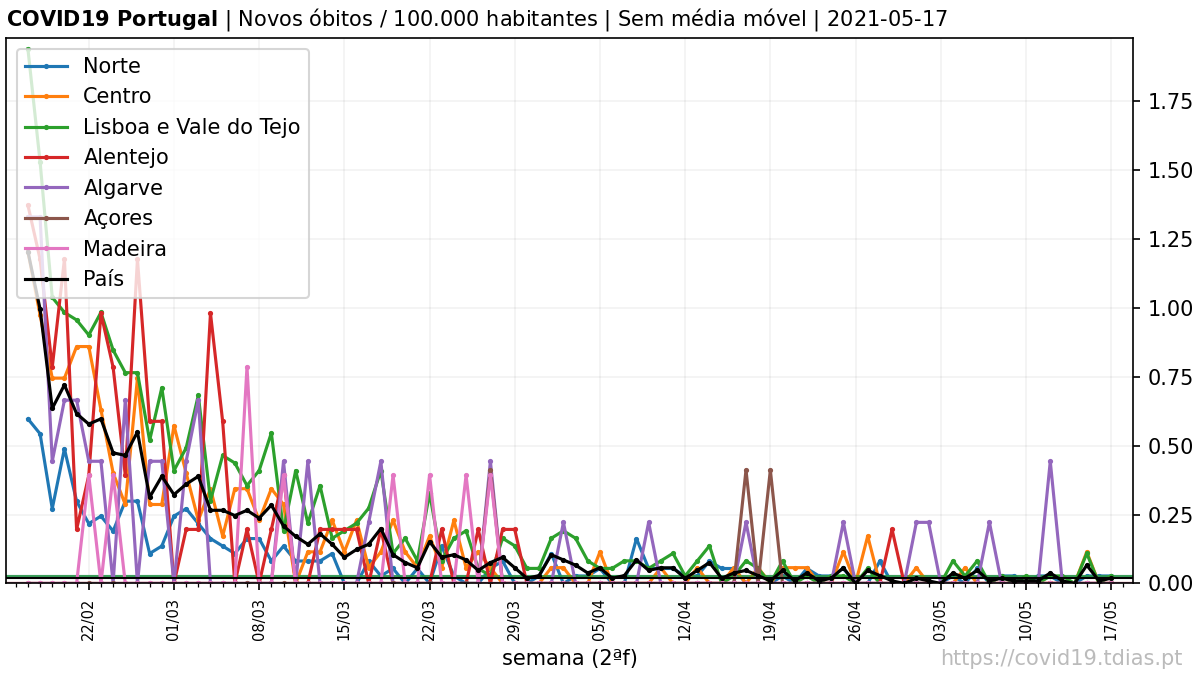 COVID19 Portugal | Novos óbitos / 100.000 habitantes | Sem média móvel | 2021-05-17
Norte
Centro
Lisboa e Vale do Tejo
Alentejo
Algarve
Açores
Madeira
País
1.75
1.50
1.25
1.00
0.75
0.50
0.25
0.00
22/02
01/03
08/03
15/03
22/03
29/03
05/04
12/04
19/04
26/04
03/05
10/05
17/05
semana (2ªf)
https://covid19.tdias.pt